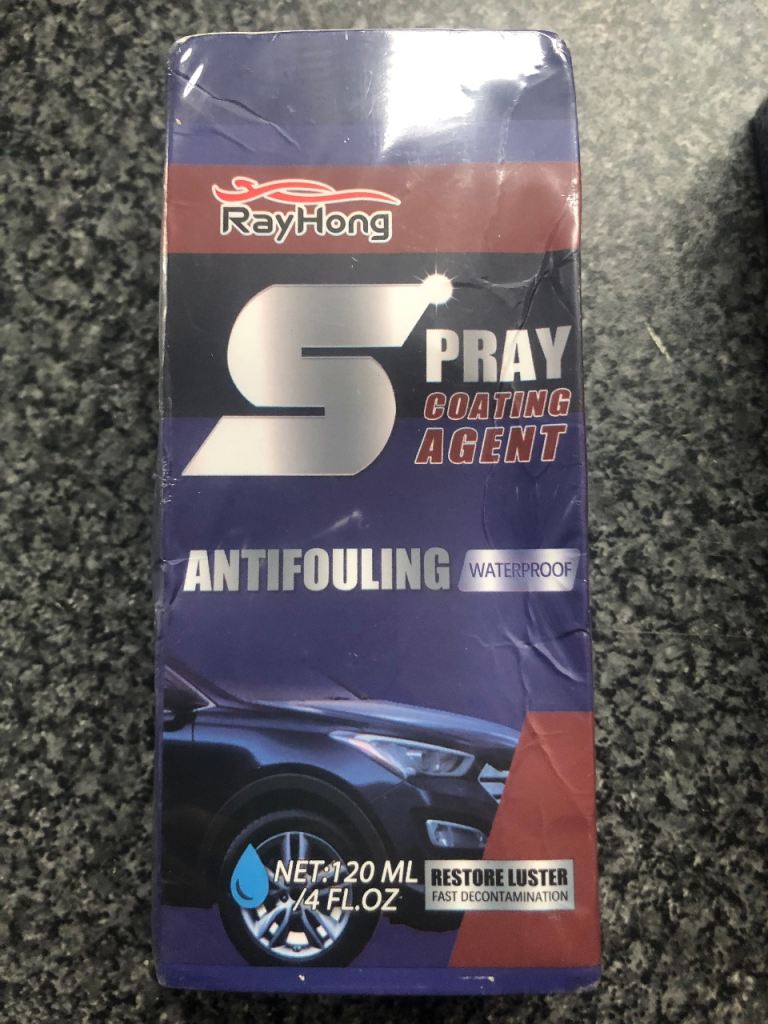 RayHong
SPRAY
COATING
AGENT
ANTIFOULING WATERPROOF
NET:120 ML
/4 FL.OZ
RESTORE LUSTER
FAST DECONTAMINATION